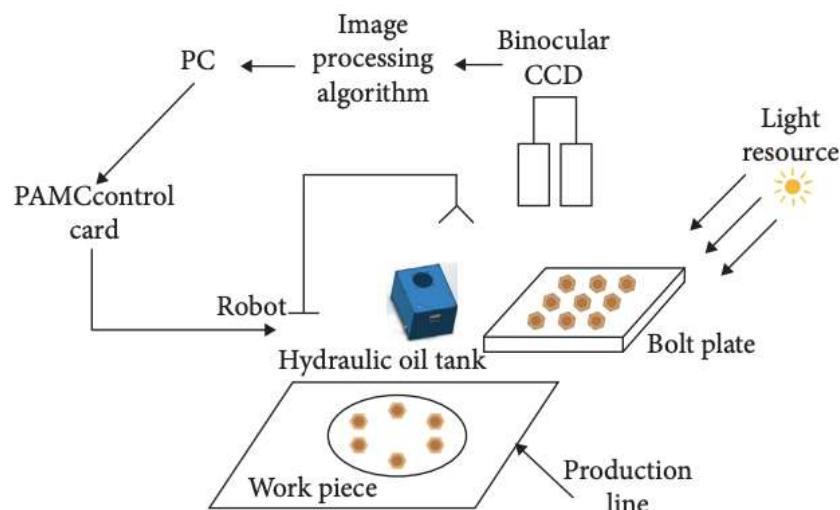 PC
Image
processing
algorithm
Binocular
CCD
Light
resource
PAMCcontrol
card
Robot
Hydraulic oil tank
Bolt plate
Work piece
Production
line